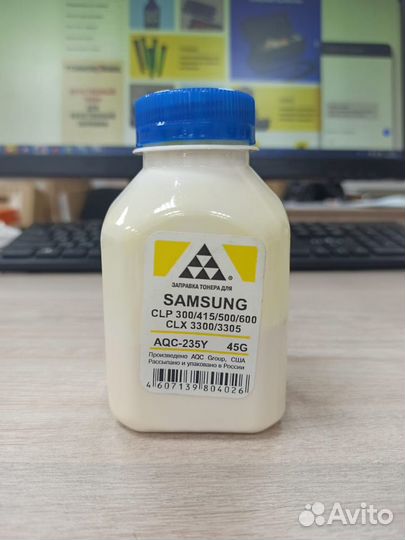 ЗАПРАВКА ТОНЕРА ДЛЯ
SAMSUNG
CLP 300/415/500/600
CLX 3300/3305
AQC-235Y 45G
Произведено AQC Group, США
Рассыпано и упаковано в России
4607139804026
Avito